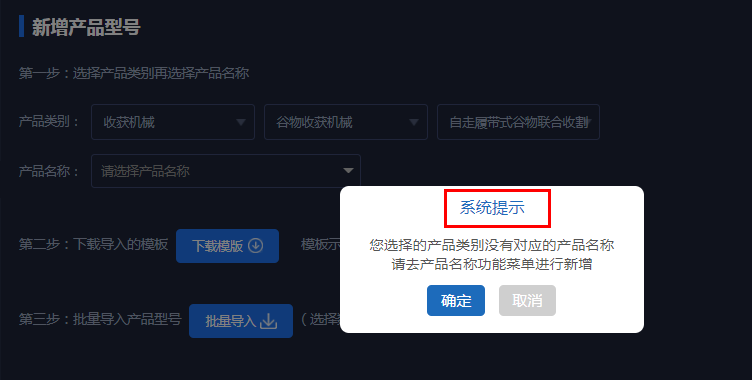 新增产品型号
第一步：选择产品类别再选择产品名称
产品类别： 收获机械 谷物收获机械 自走履带式谷物联合收割
产品名称： 请选择产品名称
系统提示
您选择的产品类别没有对应的产品名称
请去产品名称功能菜单进行新增
确定 取消
第二步：下载导入的模板 下载模版 模板示
第三步：批量导入产品型号 批量导入 （选择